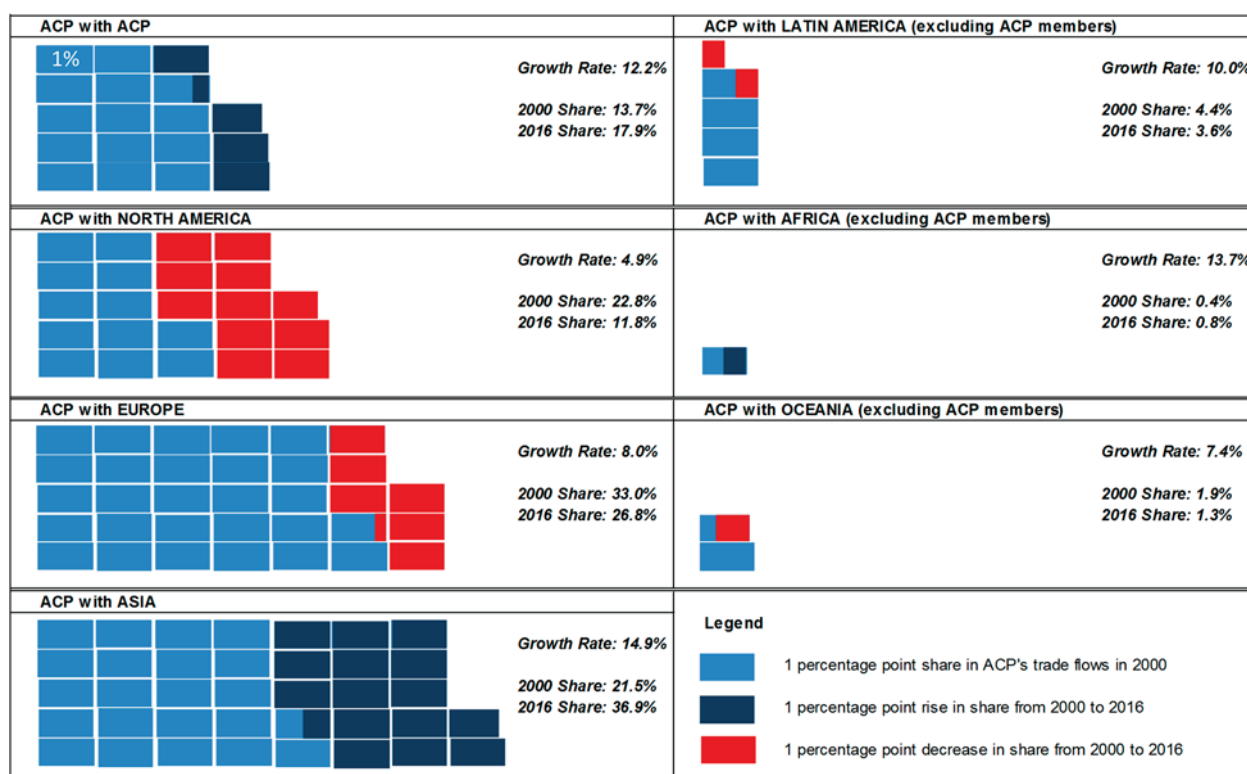 ACP with ACP
1%
Growth Rate: 12.2%
2000 Share: 13.7%
2016 Share: 17.9%
ACP with LATIN AMERICA (excluding ACP members)
Growth Rate: 10.0%
2000 Share: 4.4%
2016 Share: 3.6%
ACP with NORTH AMERICA
Growth Rate: 4.9%
2000 Share: 22.8%
2016 Share: 11.8%
ACP with AFRICA (excluding ACP members)
Growth Rate: 13.7%
2000 Share: 0.4%
2016 Share: 0.8%
ACP with EUROPE
Growth Rate: 8.0%
2000 Share: 33.0%
2016 Share: 26.8%
ACP with OCEANIA (excluding ACP members)
Growth Rate: 7.4%
2000 Share: 1.9%
2016 Share: 1.3%
ACP with ASIA
Growth Rate: 14.9%
2000 Share: 21.5%
2016 Share: 36.9%
Legend
1 percentage point share in ACP's trade flows in 2000
1 percentage point rise in share from 2000 to 2016
1 percentage point decrease in share from 2000 to 2016